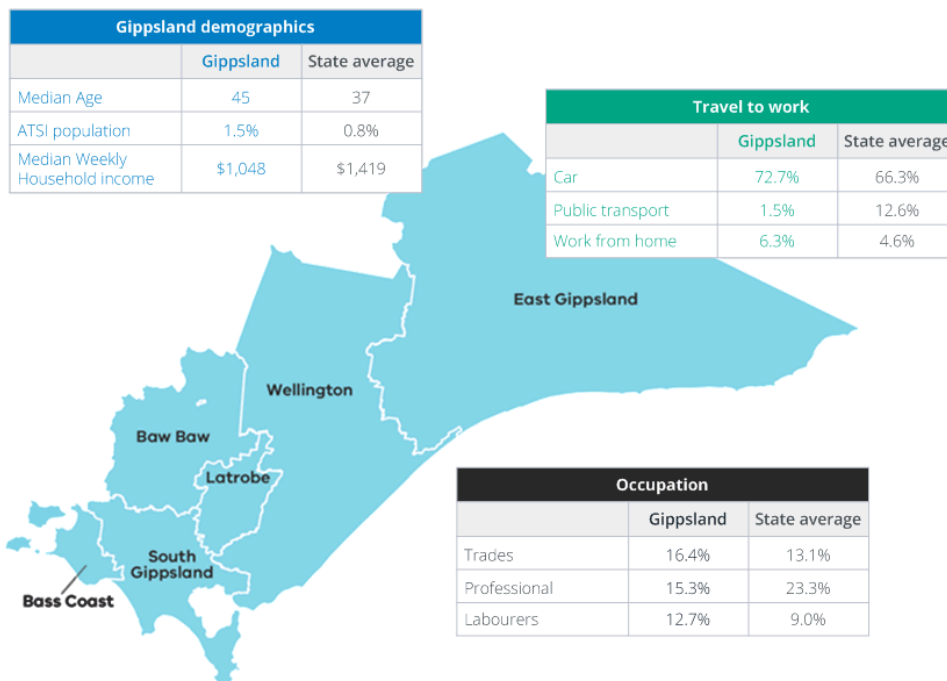 Gippsland demographics
Gippsland State average
Median Age 45 37
ATSI population 1.5% 0.8%
Median Weekly
Household income $1,048 $1,419
Travel to work
Gippsland State average
Car 72.7% 66.3%
Public transport 1.5% 12.6%
Work from home 6.3% 4.6%
East Gippsland
Wellington
Baw Baw
Latrobe
South
Gippsland
Bass Coast
Occupation
Gippsland State average
Trades 16.4% 13.1%
Professional 15.3% 23.3%
Labourers 12.7% 9.0%